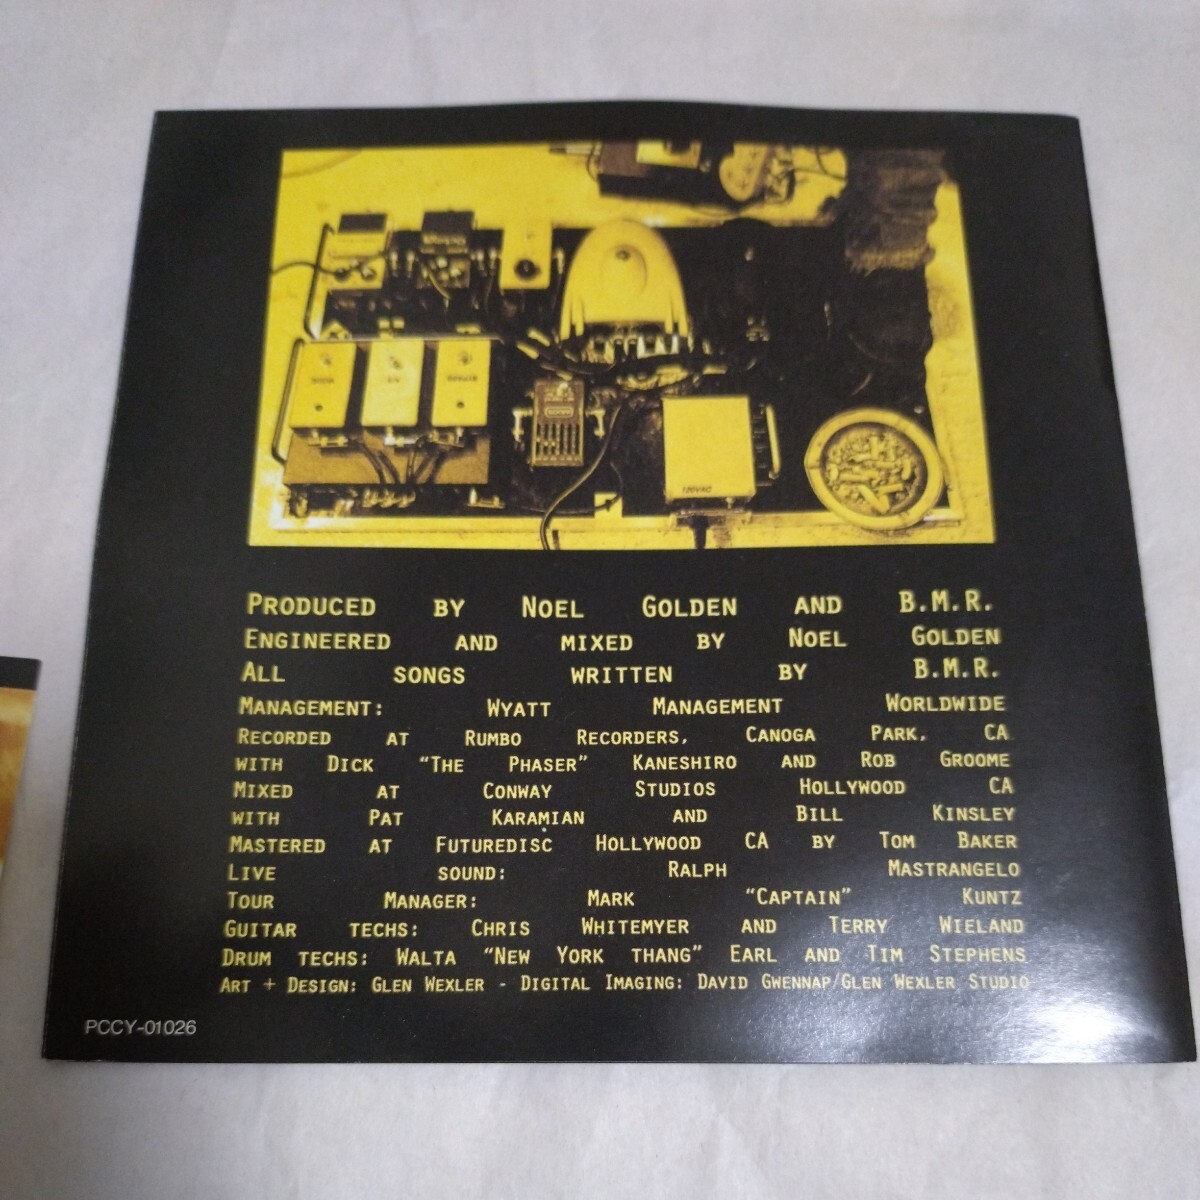 120VAC
Produced by Noel Golden and B.M.R.
Engineered and mixed by Noel Golden
All songs written by B.M.R.
Management: Wyatt Management Worldwide
Recorded at Rumbo Recorders, Canoga Park, CA
with Dick "The Phaser" Kaneshiro and Rob Groome
Mixed at Conway Studios Hollywood CA
with Pat Karamian and Bill Kinsley
Mastered at Futuredisc Hollywood CA by Tom Baker
Live sound: Ralph Mastrangelo
Tour Manager: Mark "Captain" Kuntz
Guitar techs: Chris Whitemyer and Terry Wieland
Drum techs: Walta "New York thang" Earl and Tim Stephens
Art + Design: Glen Wexler - Digital Imaging: David Gwennap/Glen Wexler Studio
PCCY-01026